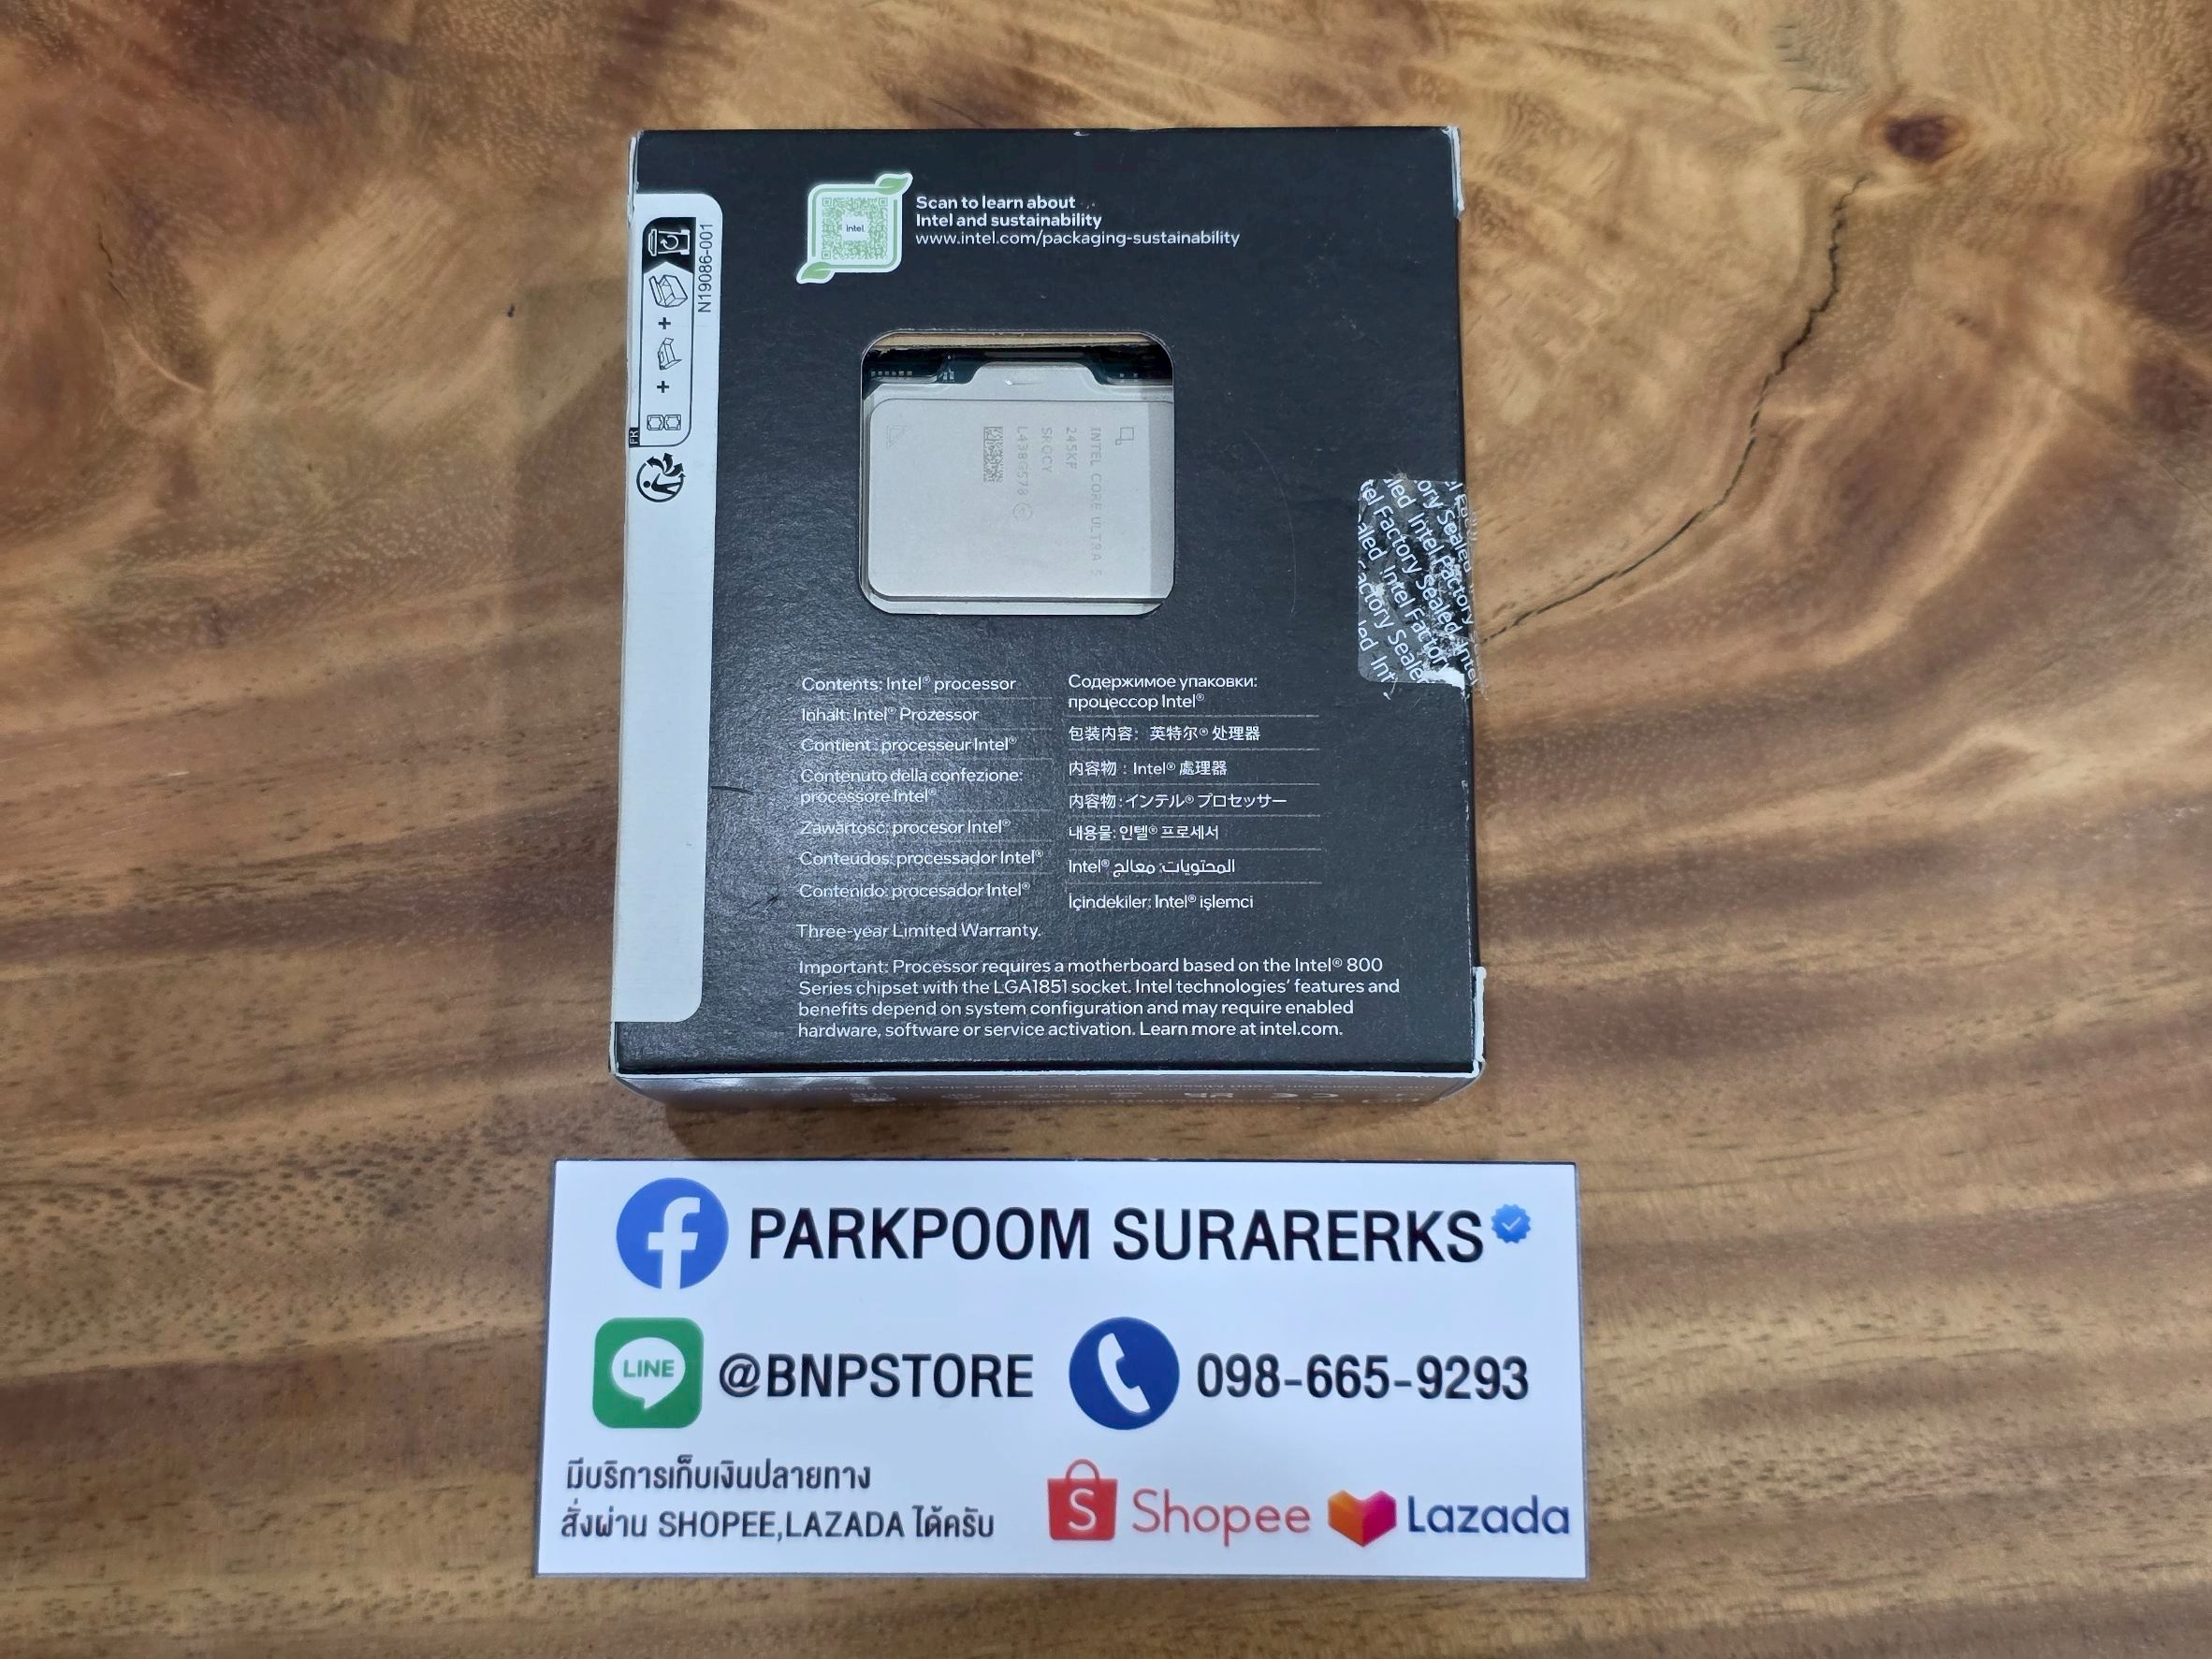 Scan to learn about
Intel and sustainability
www.intel.com/packaging-sustainability
intel.
N19086-001
FR
INTEL CORE ULTRA 5
245KF
L438G578
Factory Sealed
Intel Factory
Intel Factory Sealed
Contents: Intel® processor
Inhalt: Intel® Prozessor
Contient : processeur Intel®
Contenuto della confezione:
processore Intel®
Zawartość: procesor Intel®
Conteúdos: processador Intel®
Contenido: procesador Intel®
Содержимое упаковки:
процессор Intel®
包装内容：英特尔® 处理器
内容物：Intel® 處理器
内容物：インテル® プロセッサー
내용물: 인텔® 프로세서
المحتويات: معالج Intel®
İçindekiler: Intel® işlemci
Three-year Limited Warranty.
Important: Processor requires a motherboard based on the Intel® 800
Series chipset with the LGA1851 socket. Intel technologies' features and
benefits depend on system configuration and may require enabled
hardware, software or service activation. Learn more at intel.com.
PARKPOOM SURARERKS
LINE @BNPSTORE 098-665-9293
มีบริการเก็บเงินปลายทาง
สั่งผ่าน SHOPEE,LAZADA ได้ครับ
S Shopee Lazada